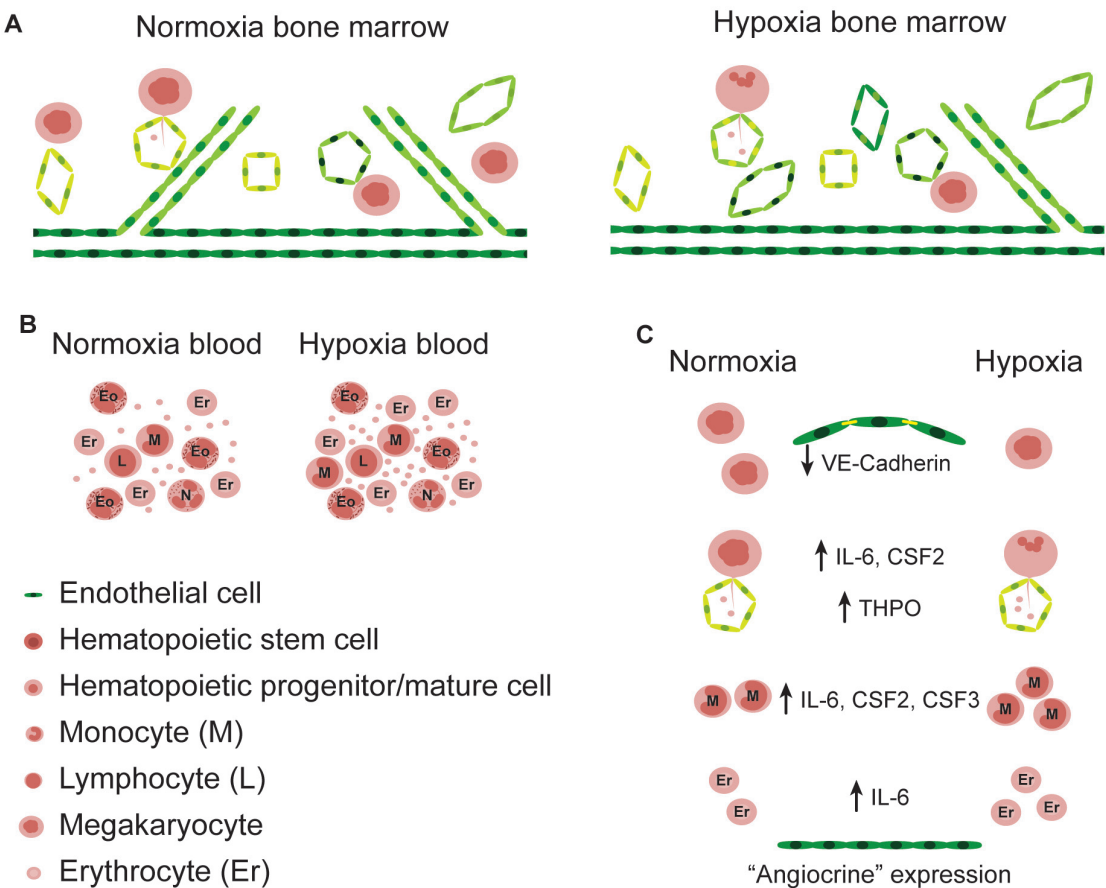 A
Normoxia bone marrow
Hypoxia bone marrow
B
Normoxia blood
Hypoxia blood
Eo
Er
Er
M
L
Eo
Eo
Er
N
Er
Eo
Er
Er
Er
M
M
L
Eo
Eo
Er
N
Er
Endothelial cell
Hematopoietic stem cell
Hematopoietic progenitor/mature cell
Monocyte (M)
Lymphocyte (L)
Megakaryocyte
Erythrocyte (Er)
C
Normoxia
Hypoxia
↓ VE-Cadherin
↑ IL-6, CSF2
↑ THPO
M
M
↑ IL-6, CSF2, CSF3
M
M
M
Er
Er
↑ IL-6
Er
Er
Er
“Angiocrine” expression